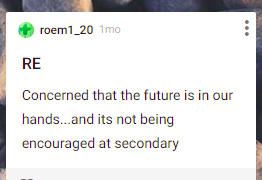 roem1_20 1mo
RE
Concerned that the future is in our
hands...and its not being
encouraged at secondary